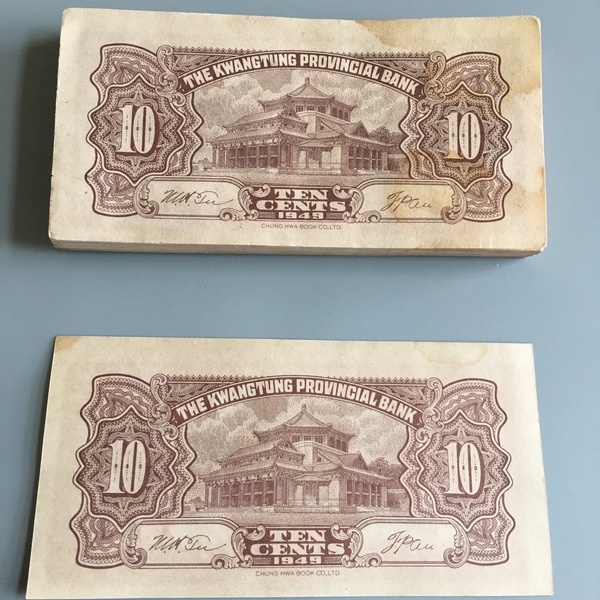 THE KWANGTUNG PROVINCIAL BANK
10 10
TEN
CENTS
1949
CHUNG HWA BOOK CO., LTD.
THE KWANGTUNG PROVINCIAL BANK
10 10
TEN
CENTS
1949
CHUNG HWA BOOK CO., LTD.